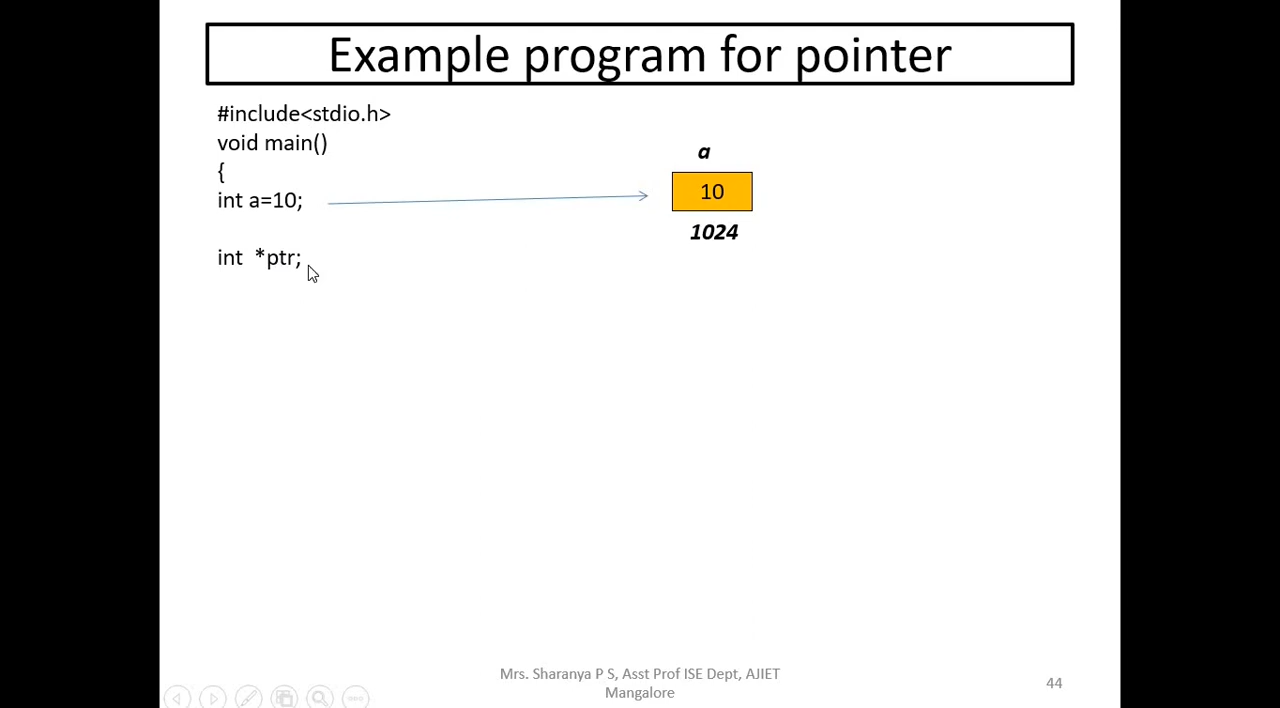 Example program for pointer
#include<stdio.h>
void main()
{
int a=10;
int  *ptr;
a
10
1024
Mrs. Sharanya P S, Asst Prof ISE Dept, AJIET
Mangalore
44